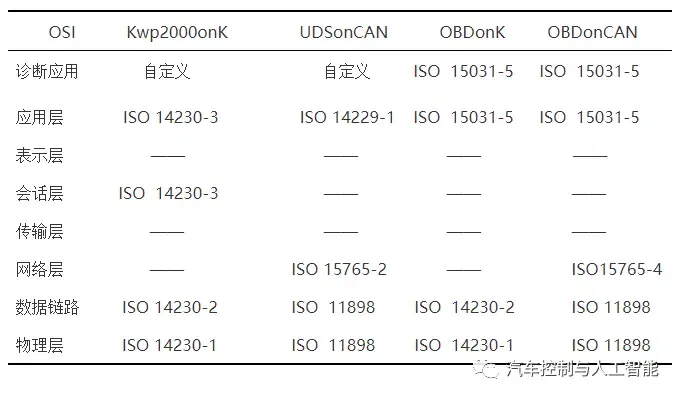 OSI Kwp2000onK UDSonCAN OBDonK OBDonCAN
诊断应用 自定义 自定义 ISO 15031-5 ISO 15031-5
应用层 ISO 14230-3 ISO 14229-1 ISO 15031-5 ISO 15031-5
表示层 —— —— —— ——
会话层 ISO 14230-3 —— —— ——
传输层 —— —— —— ——
网络层 —— ISO 15765-2 —— ISO15765-4
数据链路 ISO 14230-2 ISO 11898 ISO 14230-2 ISO 11898
物理层 ISO 14230-1 ISO 11898 ISO 14230-1 ISO 11898
汽车控制与人工智能